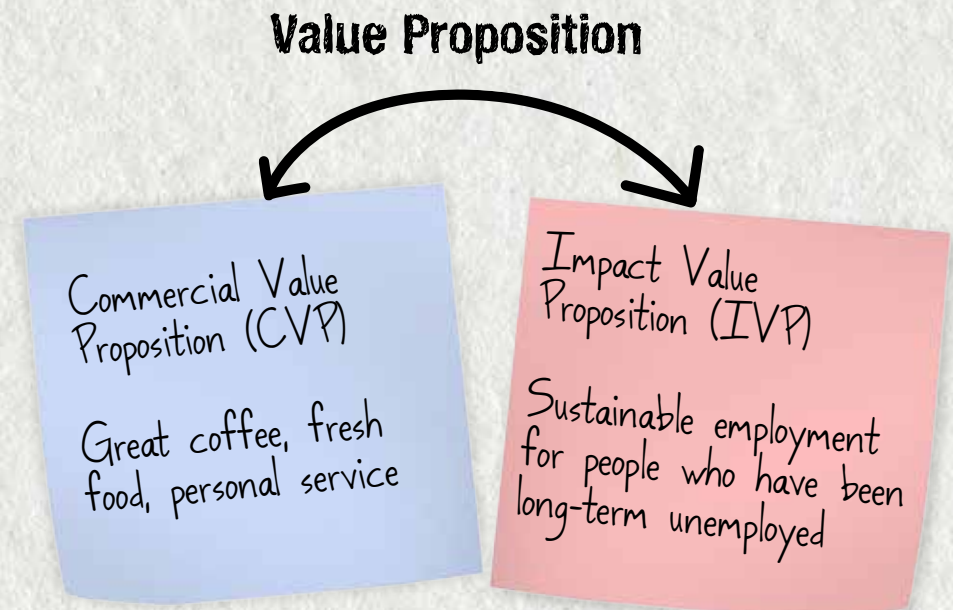 Value Proposition
Commercial Value
Proposition (CVP)
Great coffee, fresh
food, personal service
Impact Value
Proposition (IVP)
Sustainable employment
for people who have been
long-term unemployed